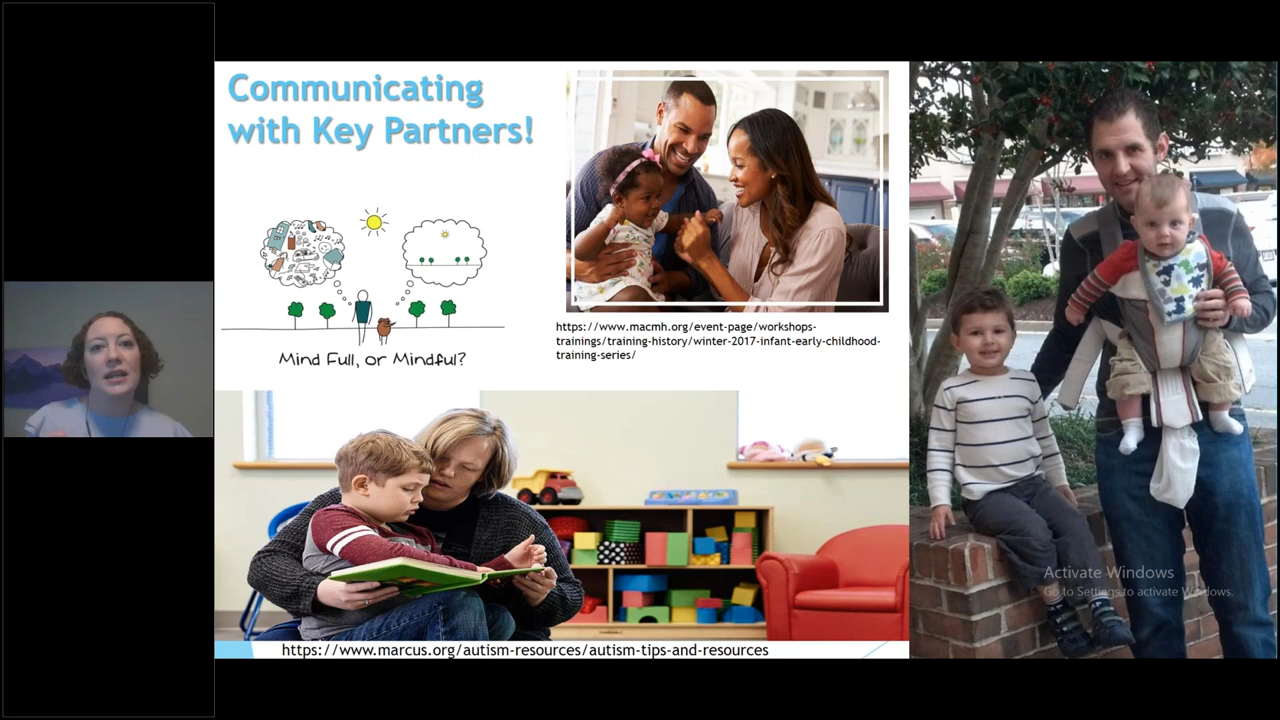 Communicating
with Key Partners!
Mind Full, or Mindful?
https://www.macmh.org/event-page/workshops-
trainings/training-history/winter-2017-infant-early-childhood-
training-series/
https://www.marcus.org/autism-resources/autism-tips-and-resources
Activate Windows
Go to Settings to activate Windows.